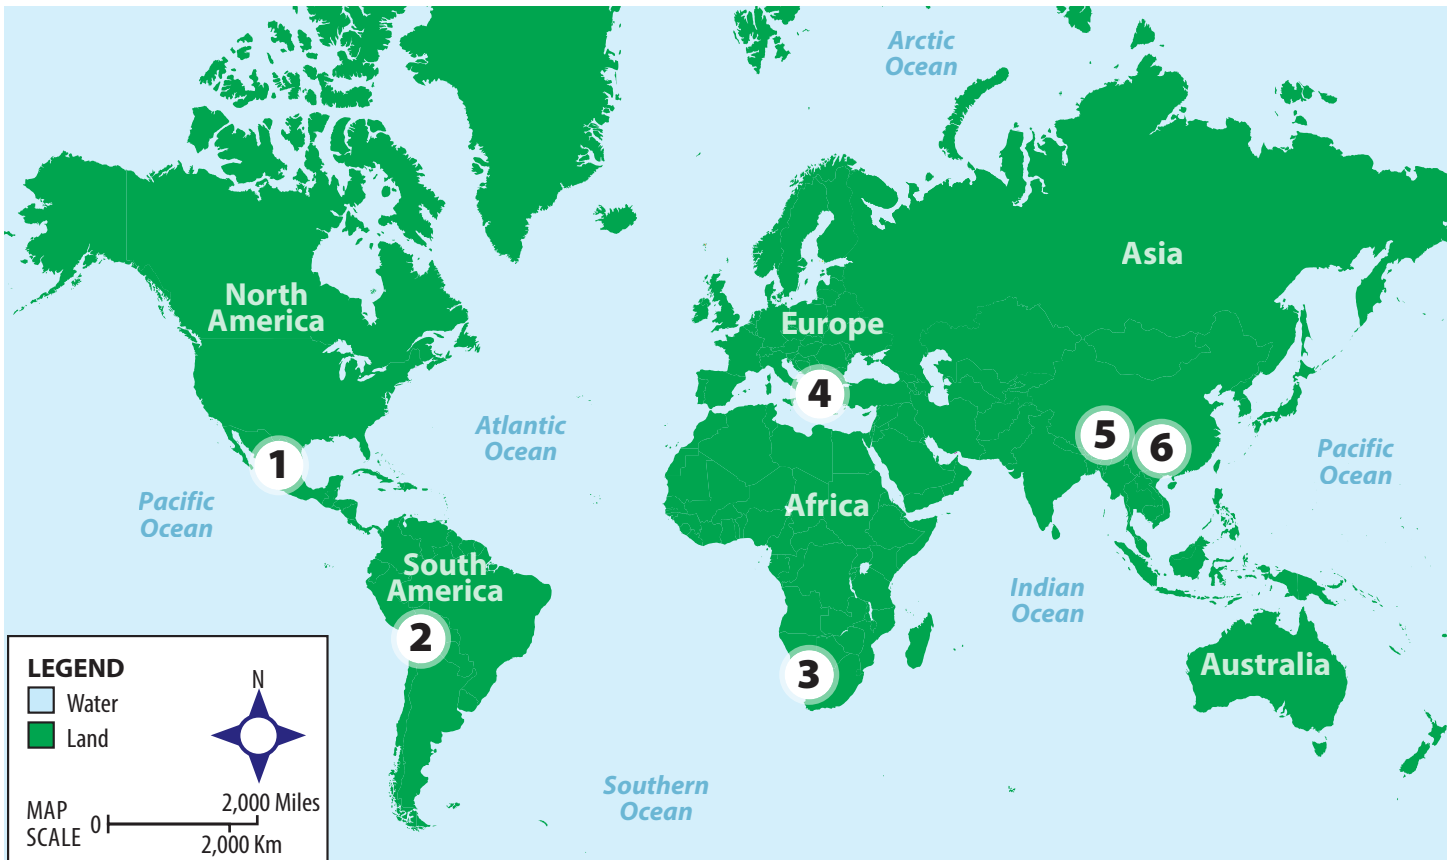 Arctic
Ocean
Asia
North
America
Europe
4
Atlantic
Ocean
5
6
1
Pacific
Ocean
Pacific
Ocean
Africa
South
America
Indian
Ocean
2
3
Australia
Southern
Ocean
LEGEND
Water
Land
N
MAP
SCALE
0
2,000 Miles
2,000 Km